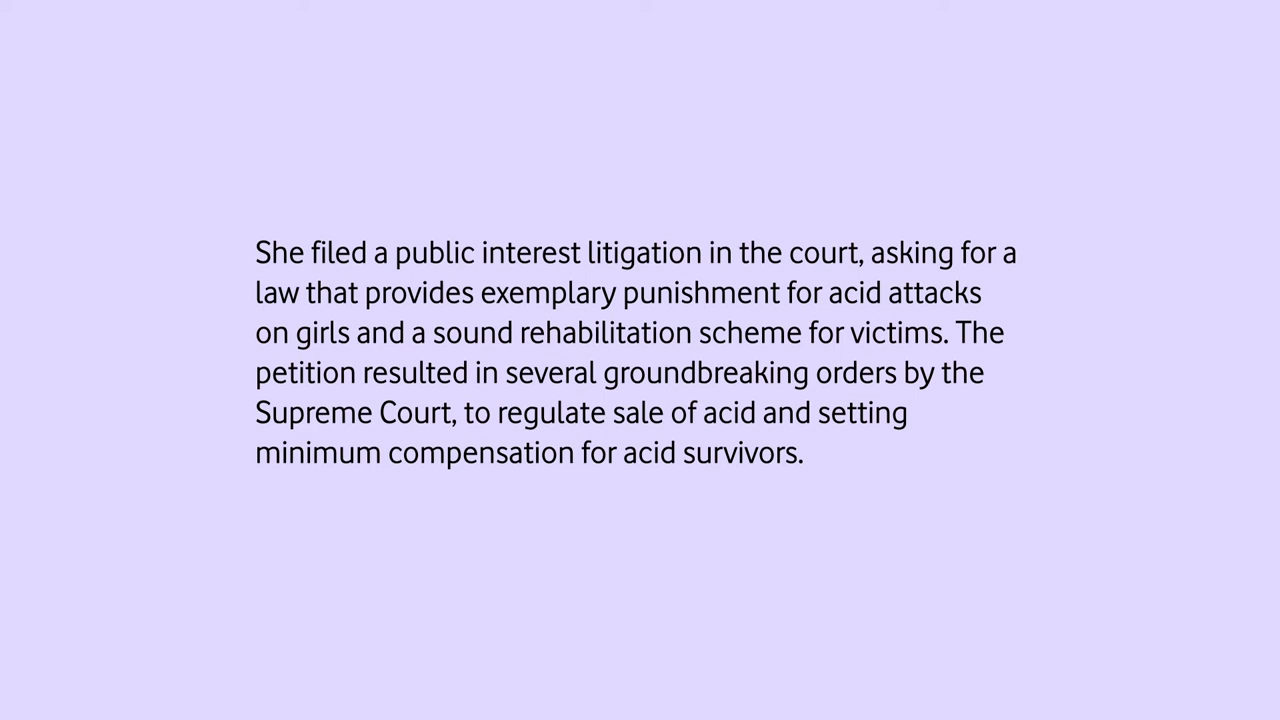 She filed a public interest litigation in the court, asking for a
law that provides exemplary punishment for acid attacks
on girls and a sound rehabilitation scheme for victims. The
petition resulted in several groundbreaking orders by the
Supreme Court, to regulate sale of acid and setting
minimum compensation for acid survivors.